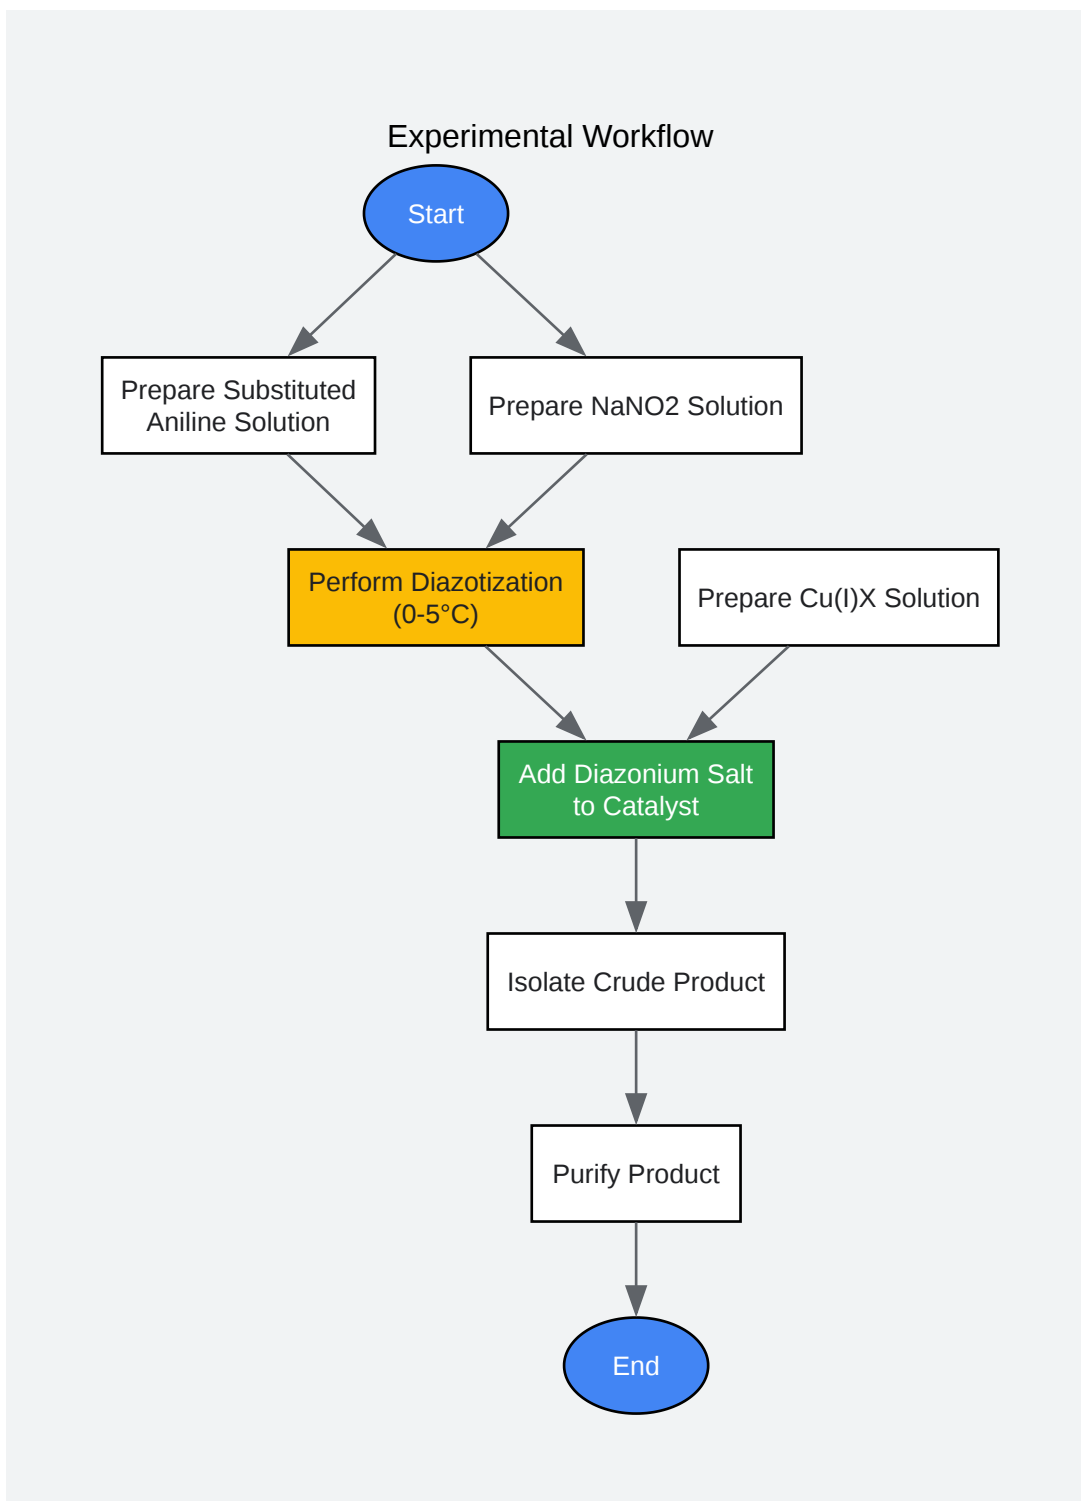 Experimental Workflow
Start
Prepare Substituted
Aniline Solution
Prepare NaNO2 Solution
Perform Diazotization
(0-5°C)
Prepare Cu(I)X Solution
Add Diazonium Salt
to Catalyst
Isolate Crude Product
Purify Product
End